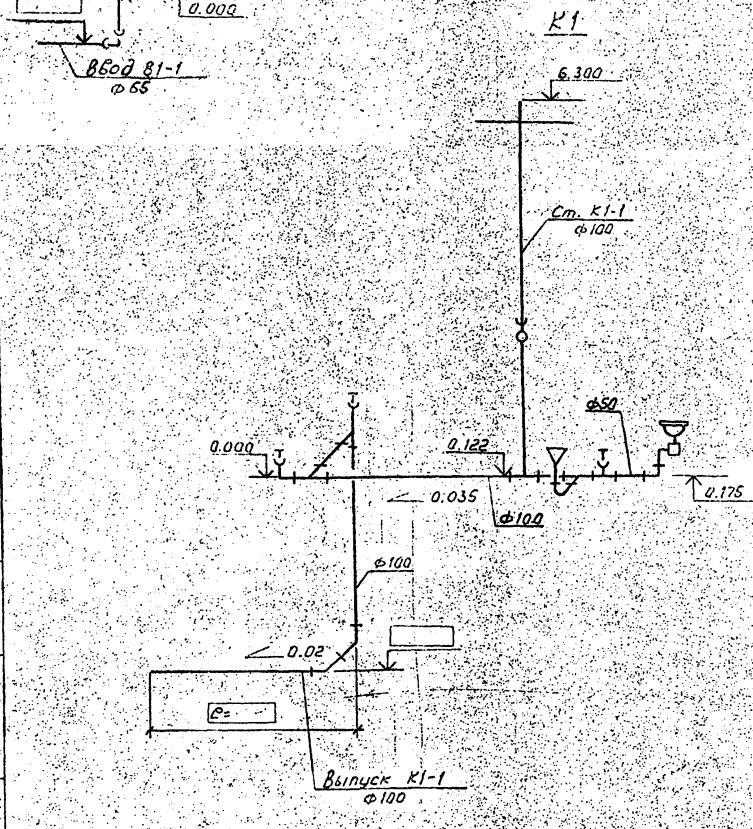 0.000
Ввод В1-1
ф65
К1
6.300
Ст. К1-1
ф100
ф50
0.000
0.122
0.175
0.035
ф100
ф100
0.02
ℓ=
Выпуск К1-1
ф100